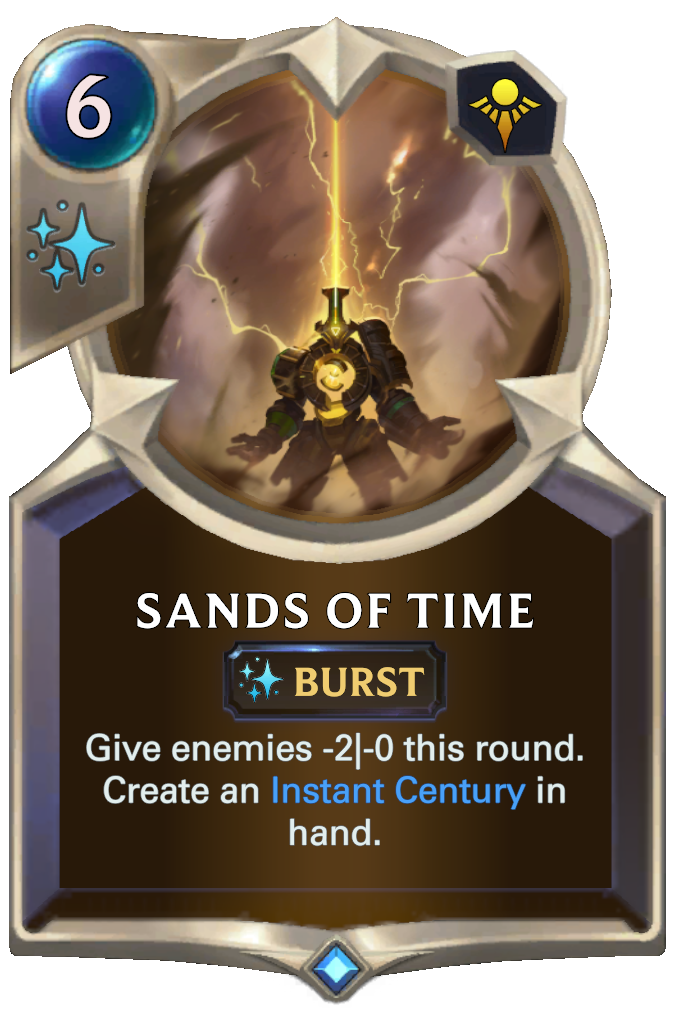 6
SANDS OF TIME
BURST
Give enemies -2|-0 this round.
Create an Instant Century in
hand.